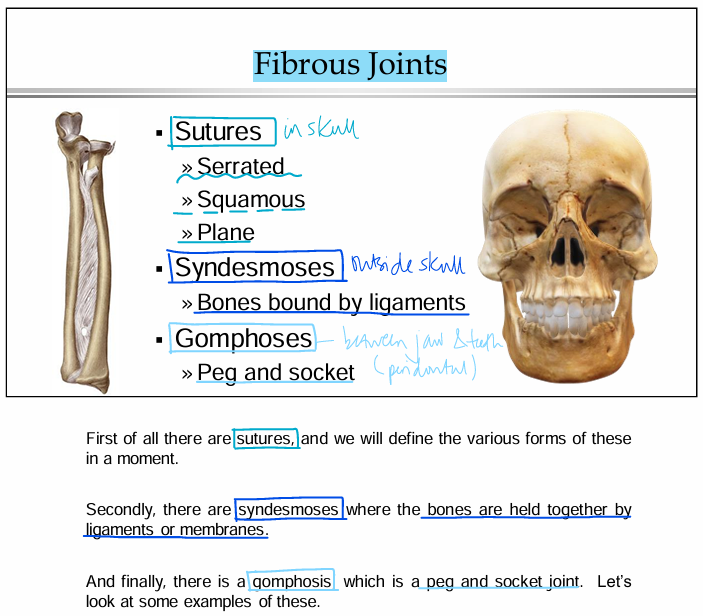 Fibrous Joints
▪ Sutures in skull
» Serrated
» Squamous
» Plane
▪ Syndesmoses outside skull
» Bones bound by ligaments
▪ Gomphoses – between jaw & teeth
» Peg and socket (peridontal)
First of all there are sutures, and we will define the various forms of these
in a moment.
Secondly, there are syndesmoses where the bones are held together by
ligaments or membranes.
And finally, there is a gomphosis which is a peg and socket joint. Let's
look at some examples of these.